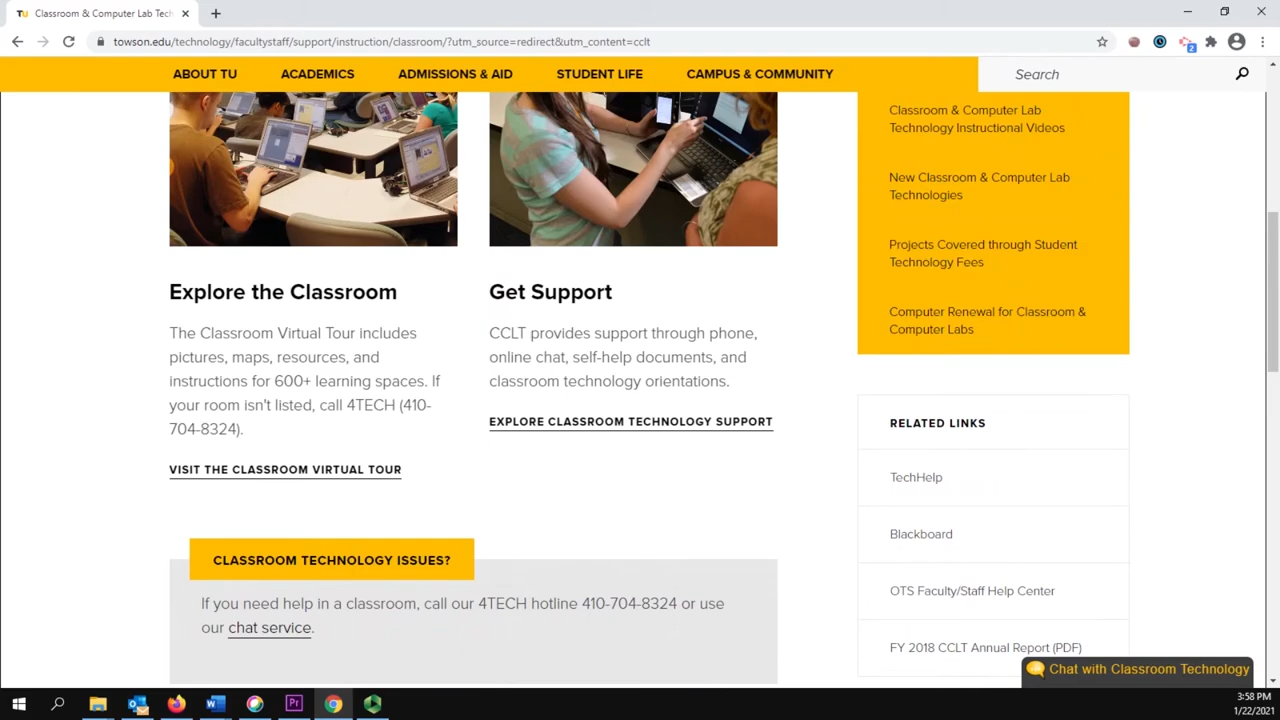 Classroom & Computer Lab Tech
towson.edu/technology/facultystaff/support/instruction/classroom/?utm_source=redirect&utm_content=cclt
2
ABOUT TU
ACADEMICS
ADMISSIONS & AID
STUDENT LIFE
CAMPUS & COMMUNITY
Search
Classroom & Computer Lab
Technology Instructional Videos
New Classroom & Computer Lab
Technologies
Projects Covered through Student
Technology Fees
Computer Renewal for Classroom &
Computer Labs
Explore the Classroom
The Classroom Virtual Tour includes
pictures, maps, resources, and
instructions for 600+ learning spaces. If
your room isn't listed, call 4TECH (410-
704-8324).
VISIT THE CLASSROOM VIRTUAL TOUR
Get Support
CCLT provides support through phone,
online chat, self-help documents, and
classroom technology orientations.
EXPLORE CLASSROOM TECHNOLOGY SUPPORT
RELATED LINKS
TechHelp
Blackboard
OTS Faculty/Staff Help Center
FY 2018 CCLT Annual Report (PDF)
CLASSROOM TECHNOLOGY ISSUES?
If you need help in a classroom, call our 4TECH hotline 410-704-8324 or use
our chat service.
Chat with Classroom Technology
3:58 PM
1/22/2021